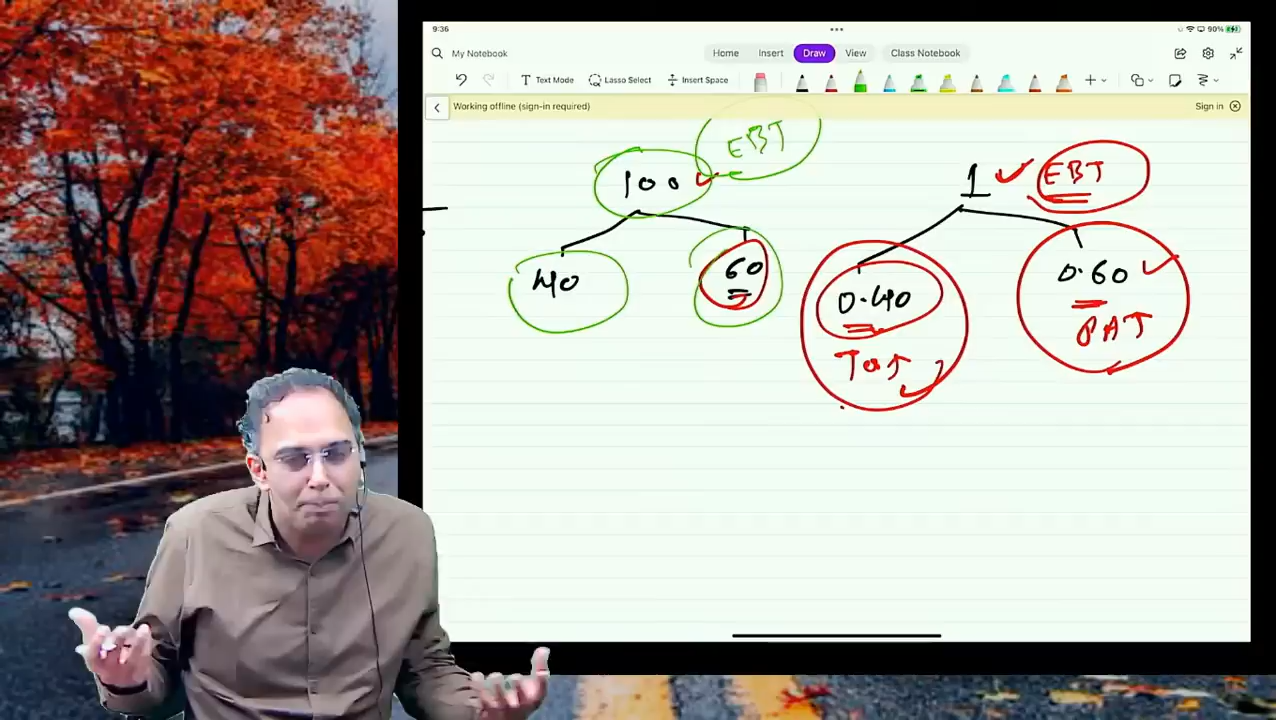 9:36
90%
My Notebook
Home Insert Draw View Class Notebook
Text Mode Lasso Select Insert Space
Working offline (sign-in required) Sign in
EBT
100
40
60
1 EBT
0.40
0.60
PAT